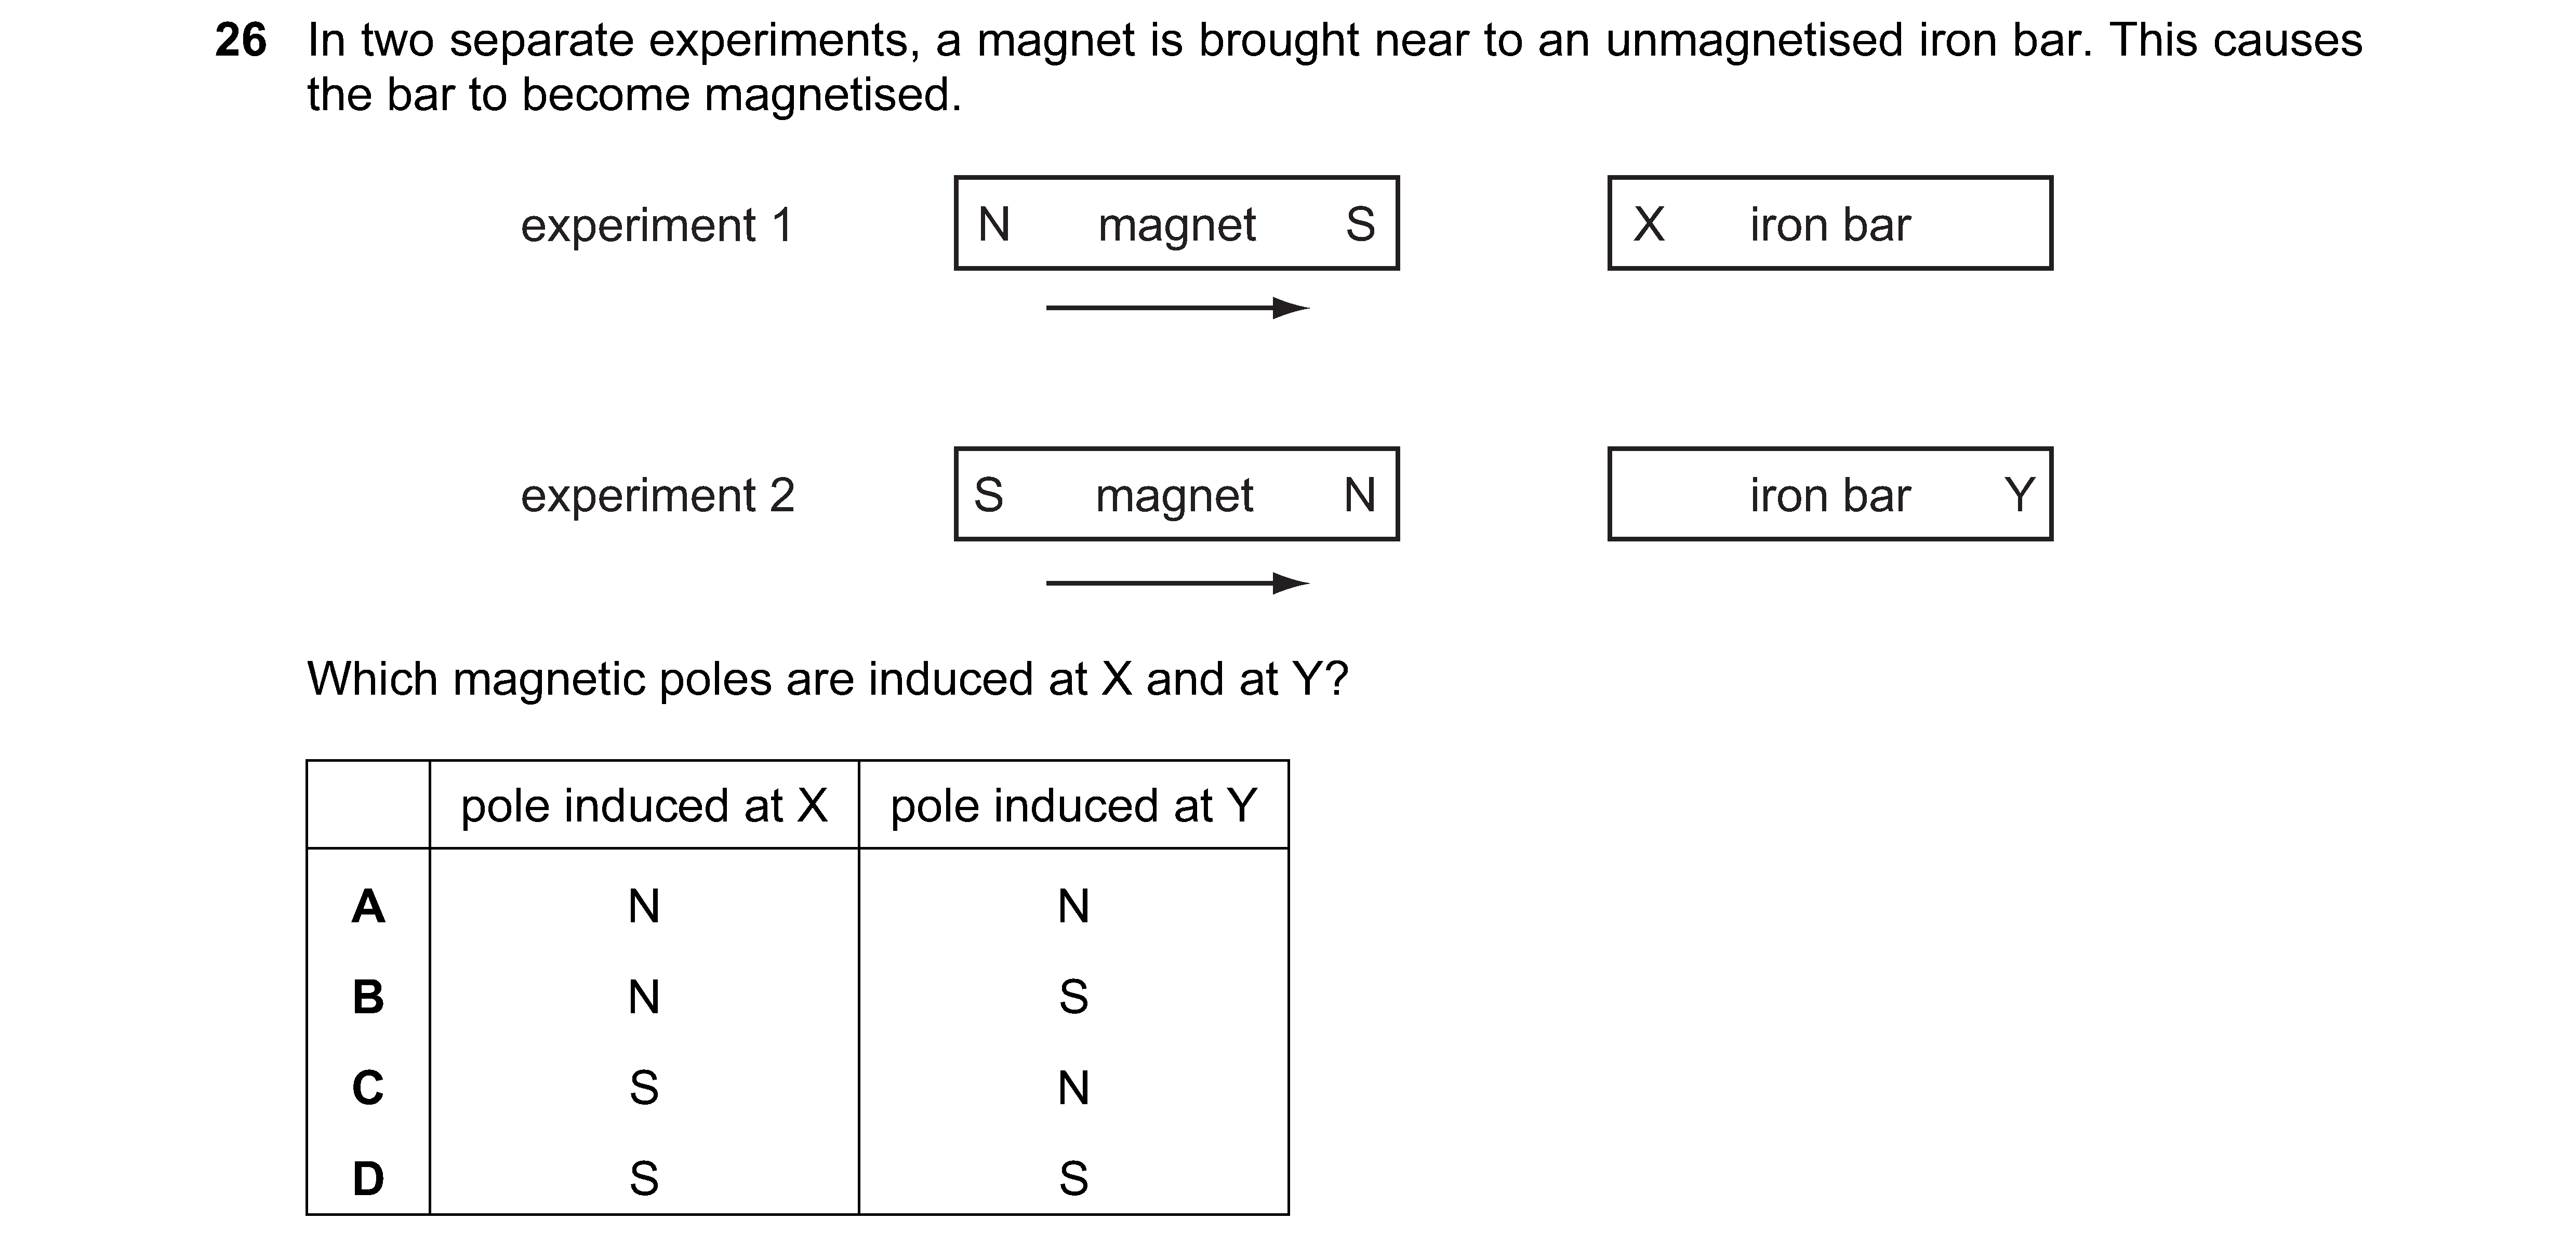 26 In two separate experiments, a magnet is brought near to an unmagnetised iron bar. This causes
the bar to become magnetised.
experiment 1 N magnet S X iron bar
experiment 2 S magnet N iron bar Y
Which magnetic poles are induced at X and at Y?
pole induced at X pole induced at Y
A N N
B N S
C S N
D S S